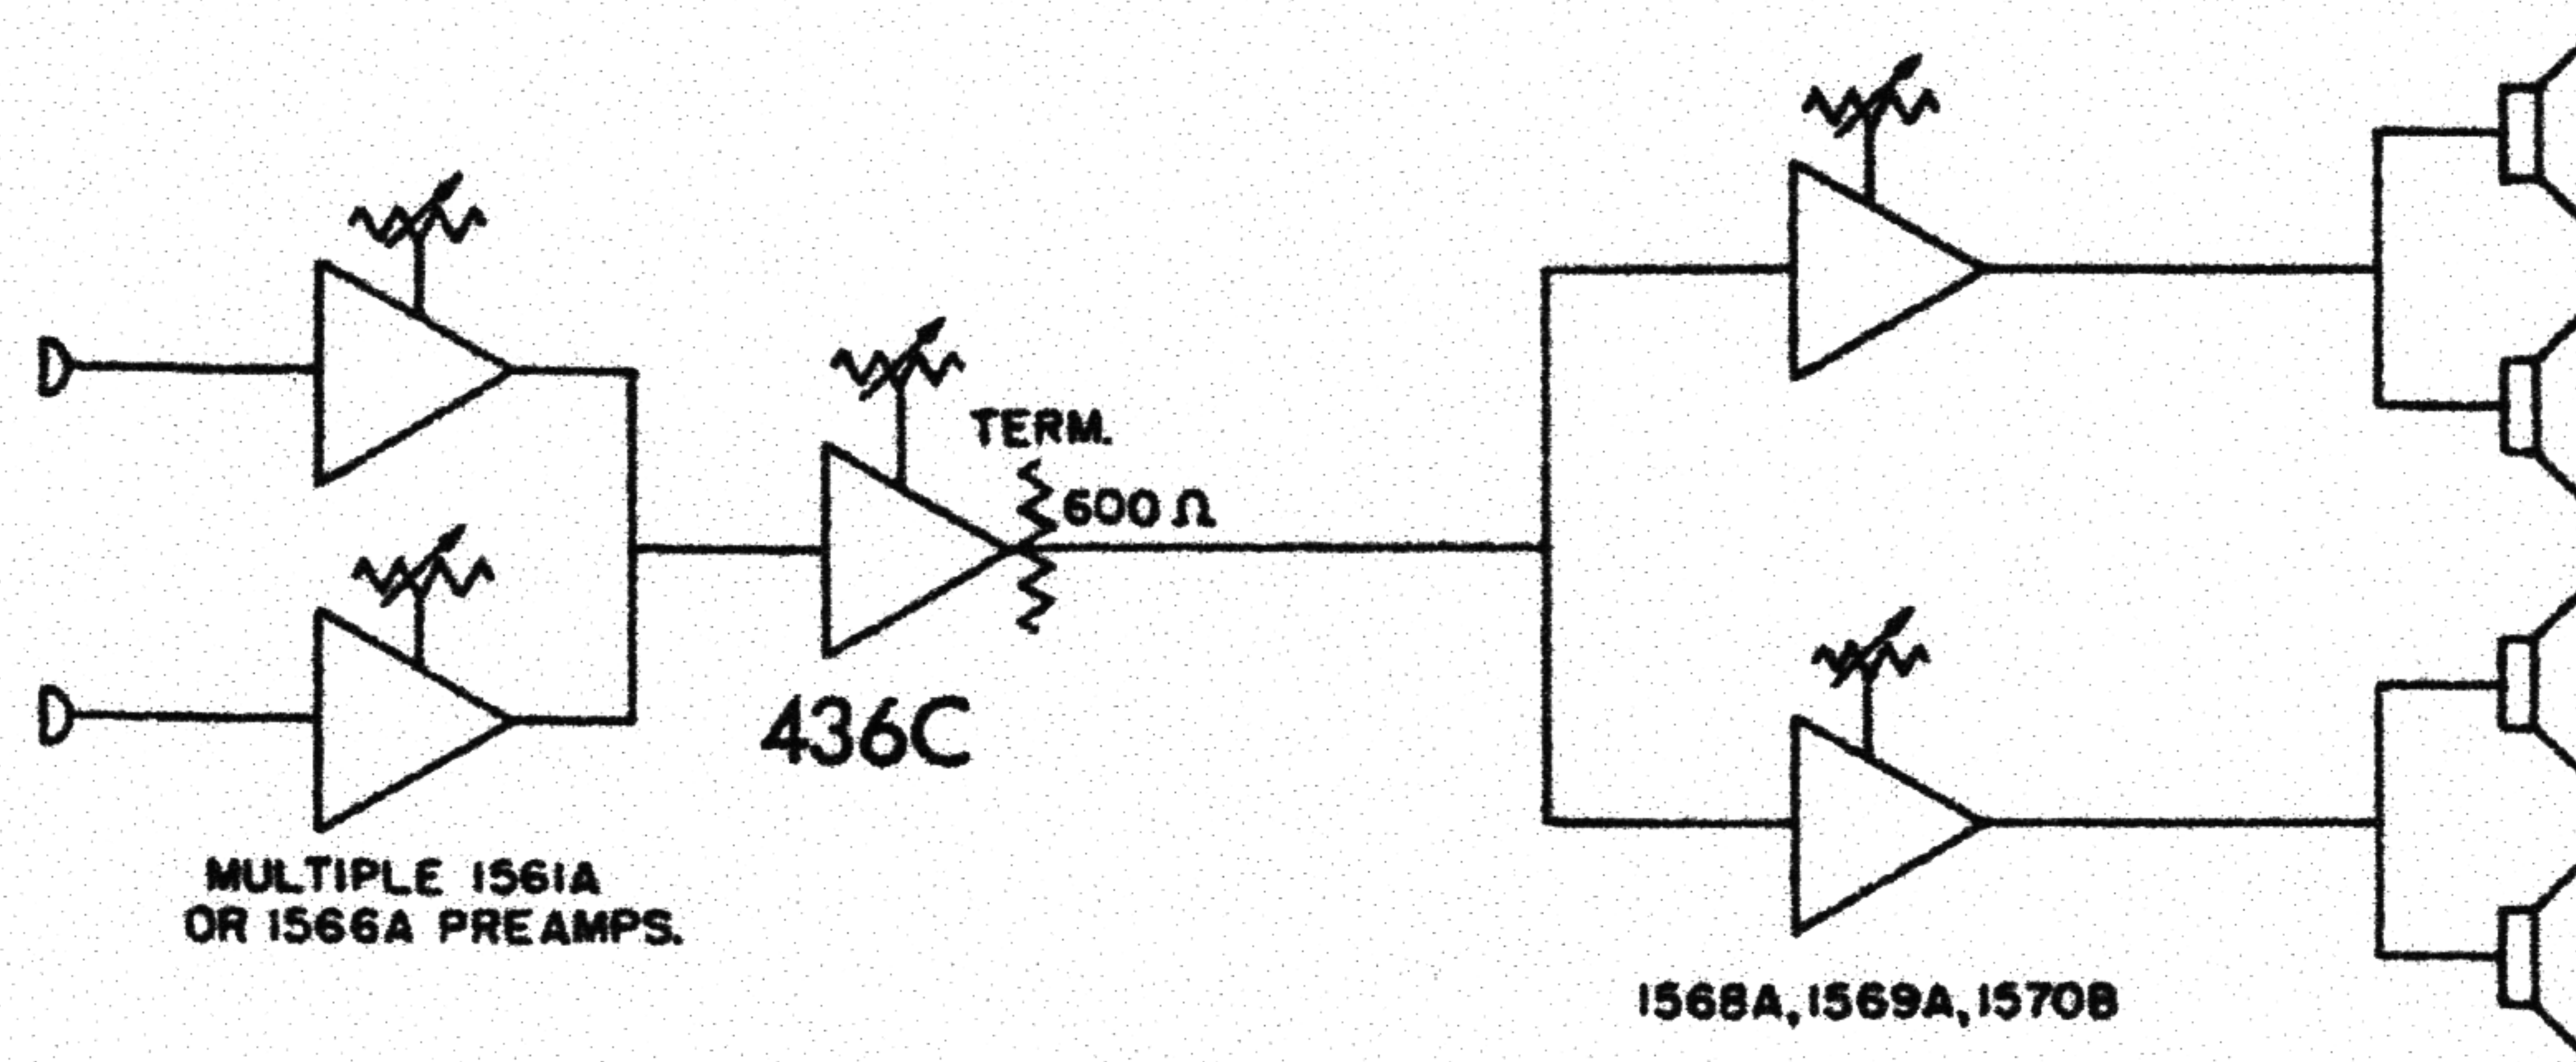 TERM.
600 Ω
436C
MULTIPLE 1561A
OR 1566A PREAMPS.
1568A, 1569A, 1570B